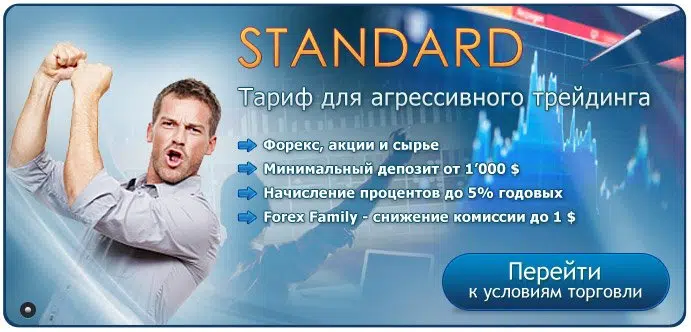 STANDARD
Тариф для агрессивного трейдинга
Форекс, акции и сырье
Минимальный депозит от 1’000 $
Начисление процентов до 5% годовых
Forex Family - снижение комиссии до 1 $
Перейти
к условиям торговли